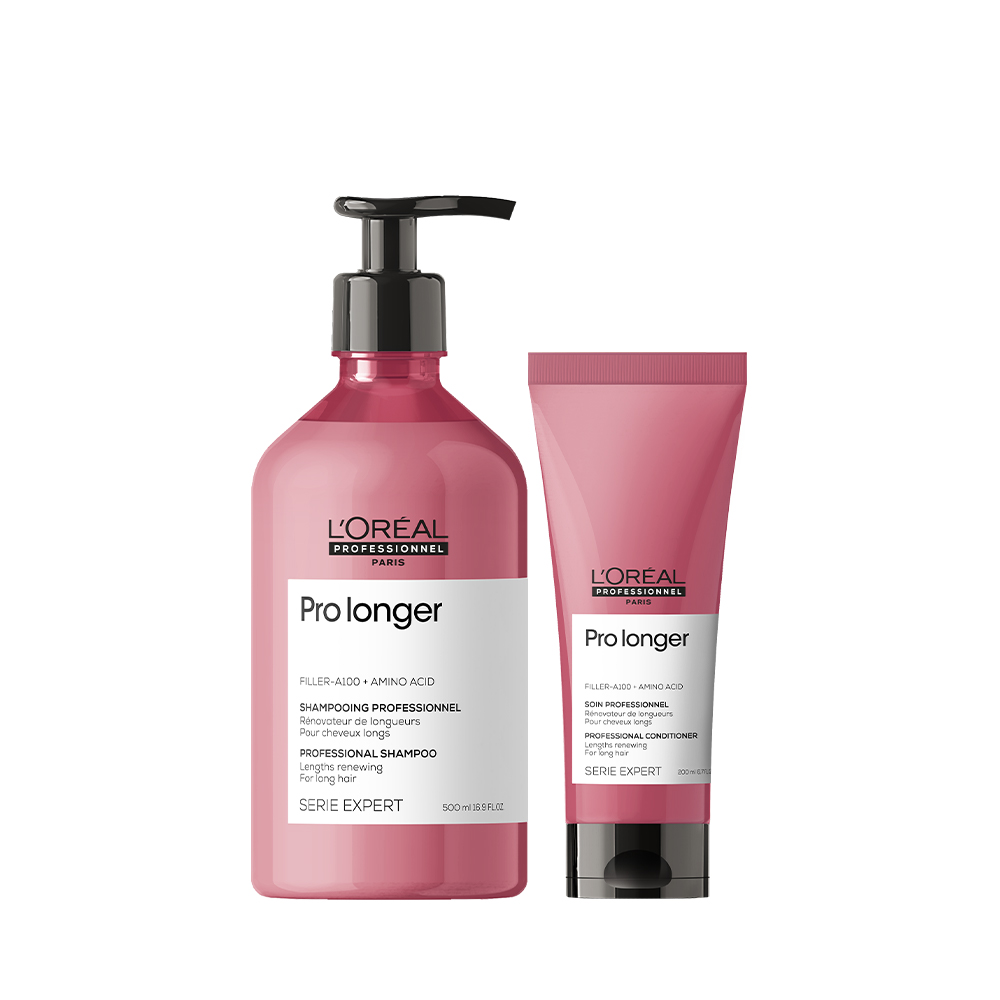 L'ORÉAL
PROFESSIONNEL
PARIS
Pro longer
FILLER-A100 + AMINO ACID
SHAMPOOING PROFESSIONNEL
Rénovateur de longueurs
Pour cheveux longs
PROFESSIONAL SHAMPOO
Lengths renewing
For long hair
SERIE EXPERT 500 ml 16.9 FL.OZ
L'ORÉAL
PROFESSIONNEL
PARIS
Pro longer
FILLER-A100 + AMINO ACID
SOIN PROFESSIONNEL
Rénovateur de longueurs
Pour cheveux longs
PROFESSIONAL CONDITIONER
Lengths renewing
For long hair
SERIE EXPERT 200 ml